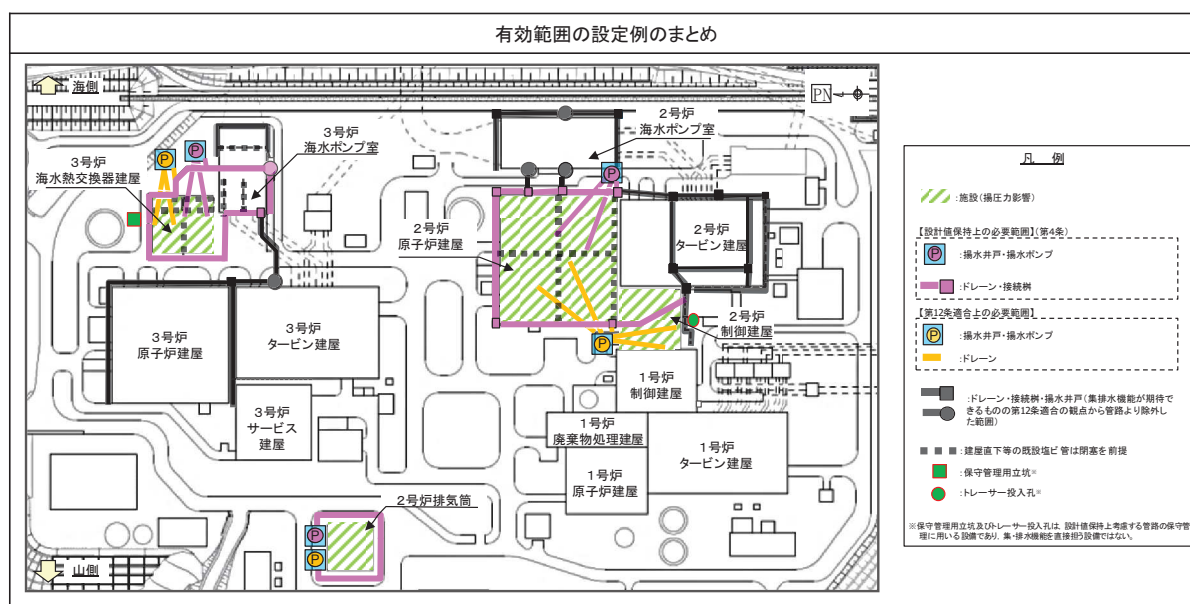 有効範囲の設定例のまとめ
海側
PN
3号炉
海水ポンプ室
2号炉
海水ポンプ室
3号炉
海水熱交換器建屋
P
P
P
2号炉
原子炉建屋
2号炉
タービン建屋
2号炉
制御建屋
P
3号炉
原子炉建屋
3号炉
タービン建屋
1号炉
制御建屋
3号炉
サービス
建屋
1号炉
廃棄物処理建屋
1号炉
タービン建屋
1号炉
原子炉建屋
2号炉排気筒
P
P
山側
凡 例
:施設(揚圧力影響)
【設計値保持上の必要範囲】(第4条)
P
:揚水井戸・揚水ポンプ
:ドレーン・接続桝
【第12条適合上の必要範囲】
P
:揚水井戸・揚水ポンプ
:ドレーン
:ドレーン・接続桝・揚水井戸(集排水機能が期待で
きるものの第12条適合の観点から管路より除外し
た範囲)
:建屋直下等の既設塩ビ管は閉塞を前提
:保守管理用立坑※
:トレーサー投入孔※
※保守管理用立坑及びトレーサー投入孔は、設計値保持上考慮する管路の保守管
理に用いる設備であり、集・排水機能を直接担う設備ではない。